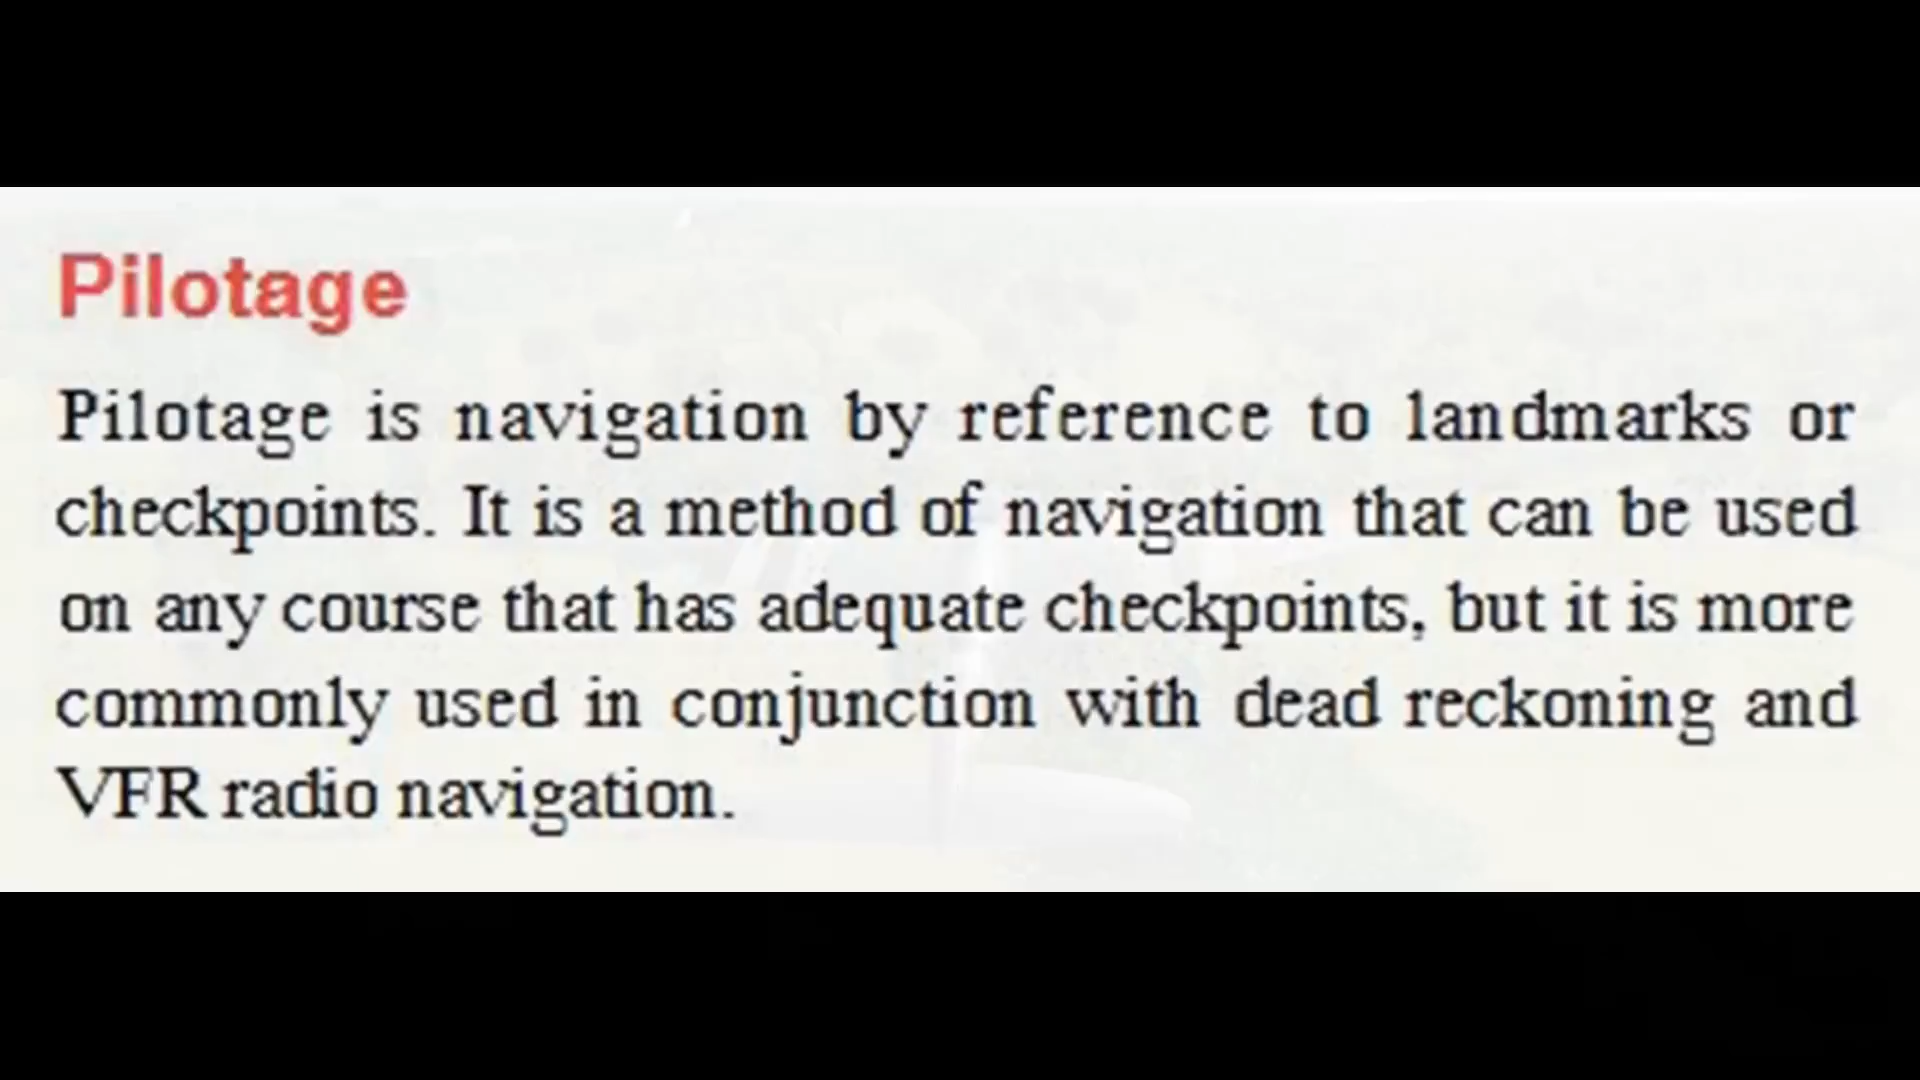 Pilotage
Pilotage is navigation by reference to landmarks or
checkpoints. It is a method of navigation that can be used
on any course that has adequate checkpoints, but it is more
commonly used in conjunction with dead reckoning and
VFR radio navigation.